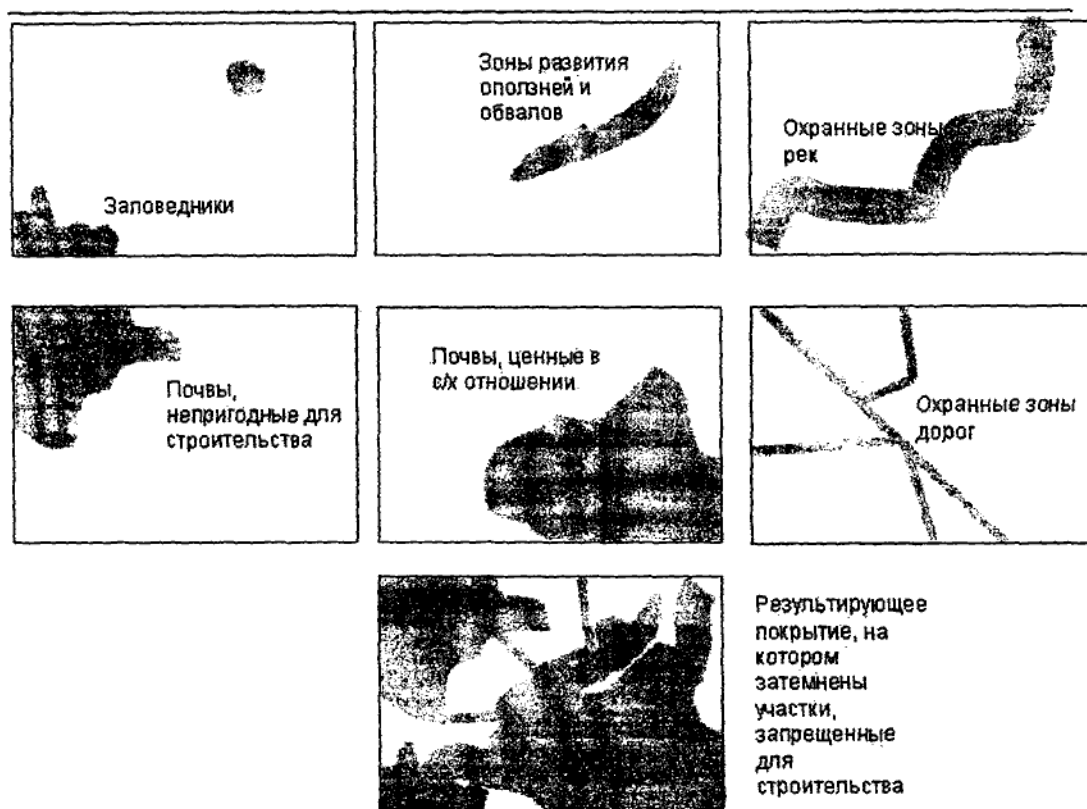 Заповедники
Зоны развития
оползней и
обвалов
Охранные зоны
рек
Почвы,
непригодные для
строительства
Почвы, ценные в
с/х отношении
Охранные зоны
дорог
Результирующее
покрытие, на
котором
затемнены
участки,
запрещенные
для
строительства